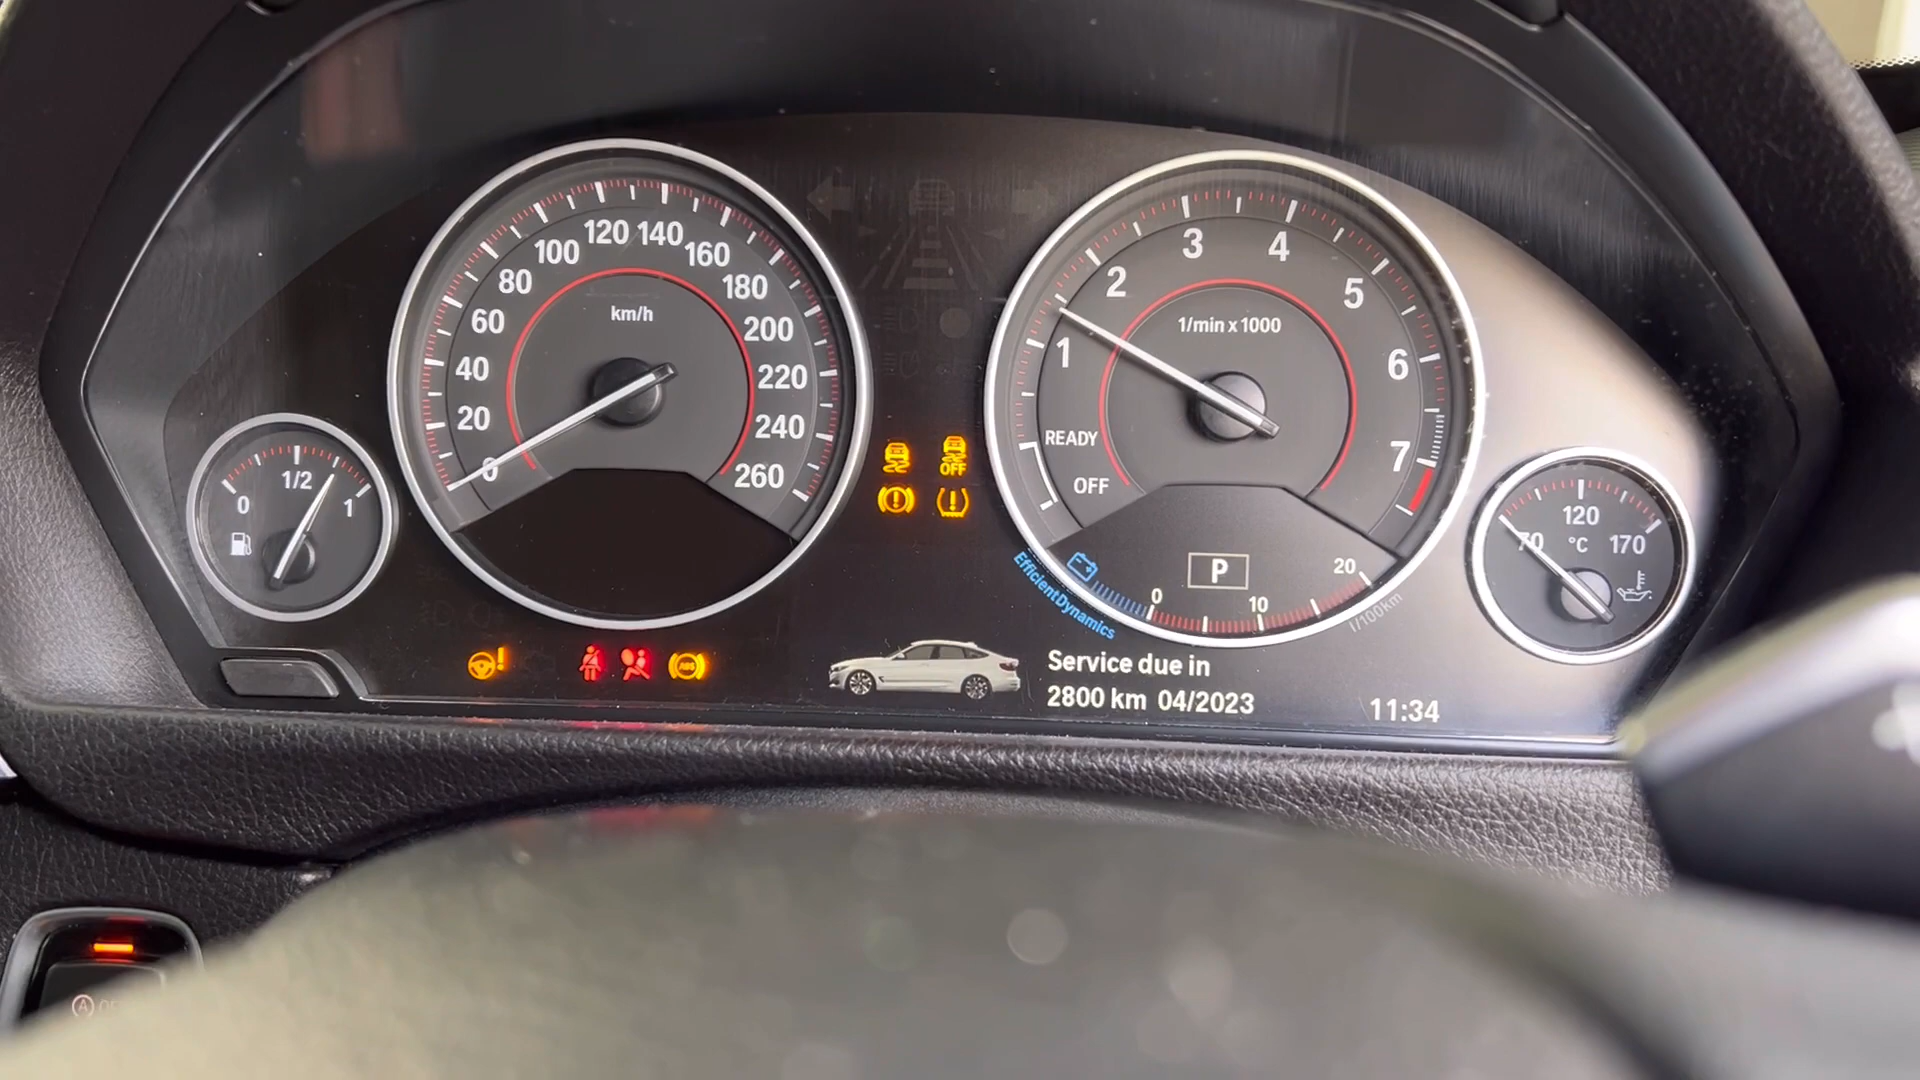 0
1/2
1
0
20
40
60
80
100
120
140
160
180
200
220
240
260
km/h
OFF
OFF
READY
1
2
3
4
5
6
7
1/min x 1000
EfficientDynamics
P
0
10
20
l/100km
70
120
170
°C
ABS
Service due in
2800 km 04/2023
11:34
A